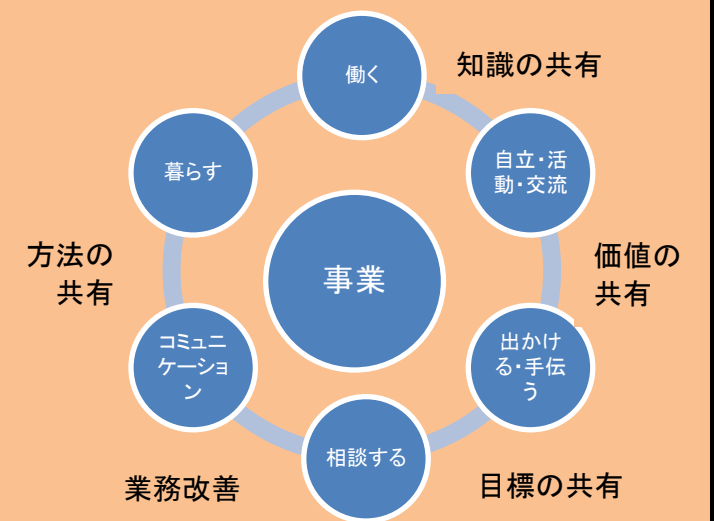 働く
知識の共有
暮らす
自立・活
動・交流
方法の
共有
事業
価値の
共有
コミュニ
ケーショ
ン
出かけ
る・手伝
う
相談する
業務改善
目標の共有